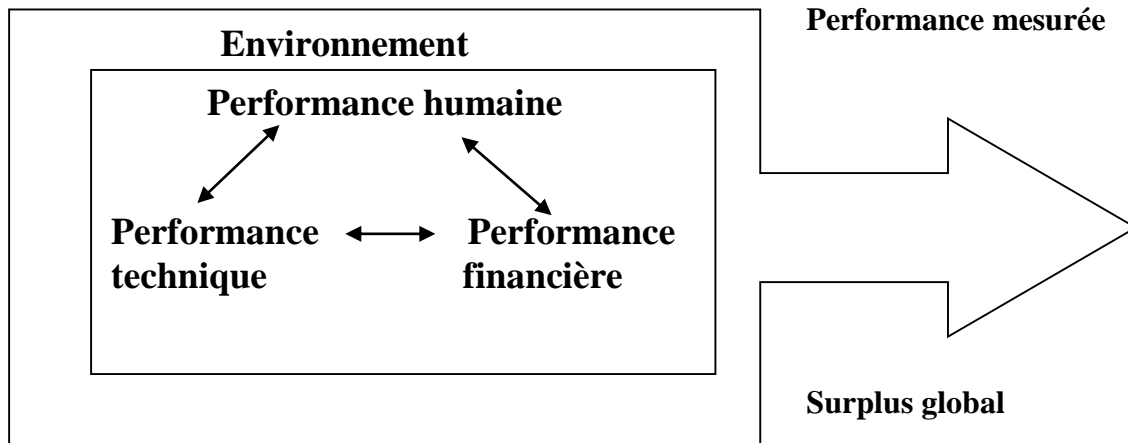 Performance mesurée
Environnement
Performance humaine
Performance
technique
Performance
financière
Surplus global